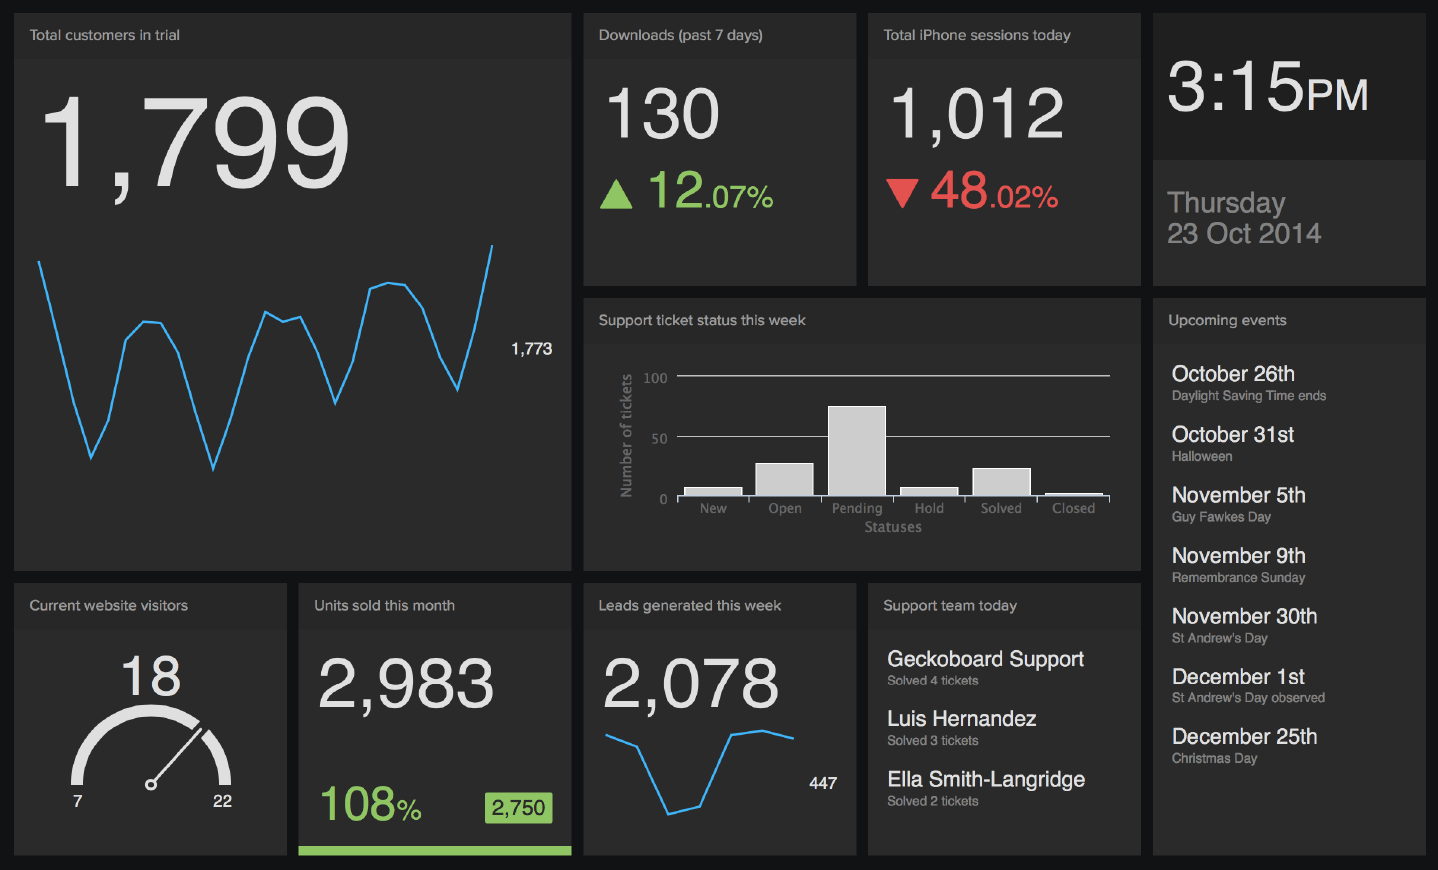 Total customers in trial
1,799
1,773
Downloads (past 7 days)
130
12.07%
Total iPhone sessions today
1,012
48.02%
3:15PM
Thursday
23 Oct 2014
Support ticket status this week
Number of tickets
100
50
0
New Open Pending Hold Solved Closed
Statuses
Upcoming events
October 26th
Daylight Saving Time ends
October 31st
Halloween
November 5th
Guy Fawkes Day
November 9th
Remembrance Sunday
November 30th
St Andrew's Day
December 1st
St Andrew's Day observed
December 25th
Christmas Day
Current website visitors
18
7 22
Units sold this month
2,983
108% 2,750
Leads generated this week
2,078
447
Support team today
Geckoboard Support
Solved 4 tickets
Luis Hernandez
Solved 3 tickets
Ella Smith-Langridge
Solved 2 tickets